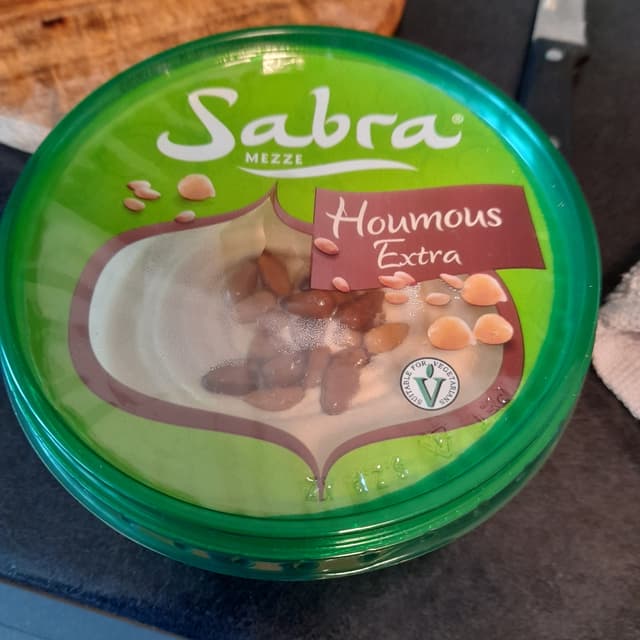 Sabra®
MEZZE
Houmous
Extra
SUITABLE FOR VEGETARIANS
V